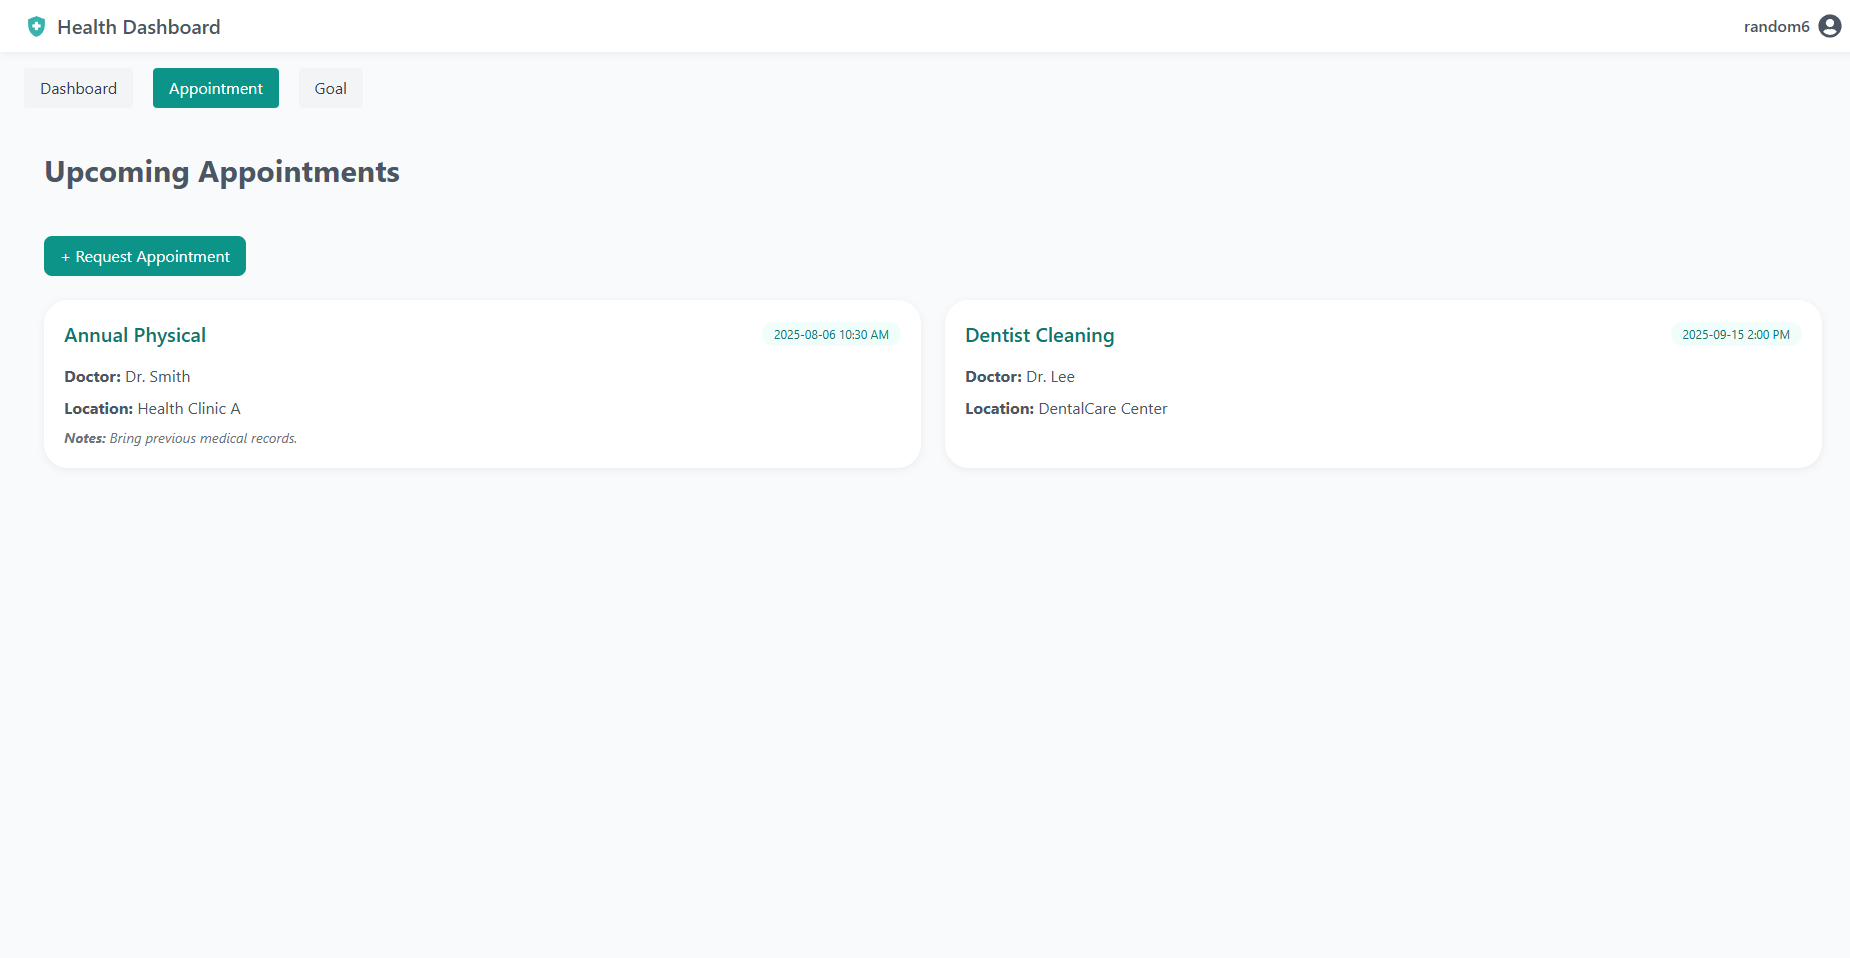 Health Dashboard
random6
Dashboard
Appointment
Goal
Upcoming Appointments
+ Request Appointment
Annual Physical
2025-08-06 10:30 AM
Doctor: Dr. Smith
Location: Health Clinic A
Notes: Bring previous medical records.
Dentist Cleaning
2025-09-15 2:00 PM
Doctor: Dr. Lee
Location: DentalCare Center